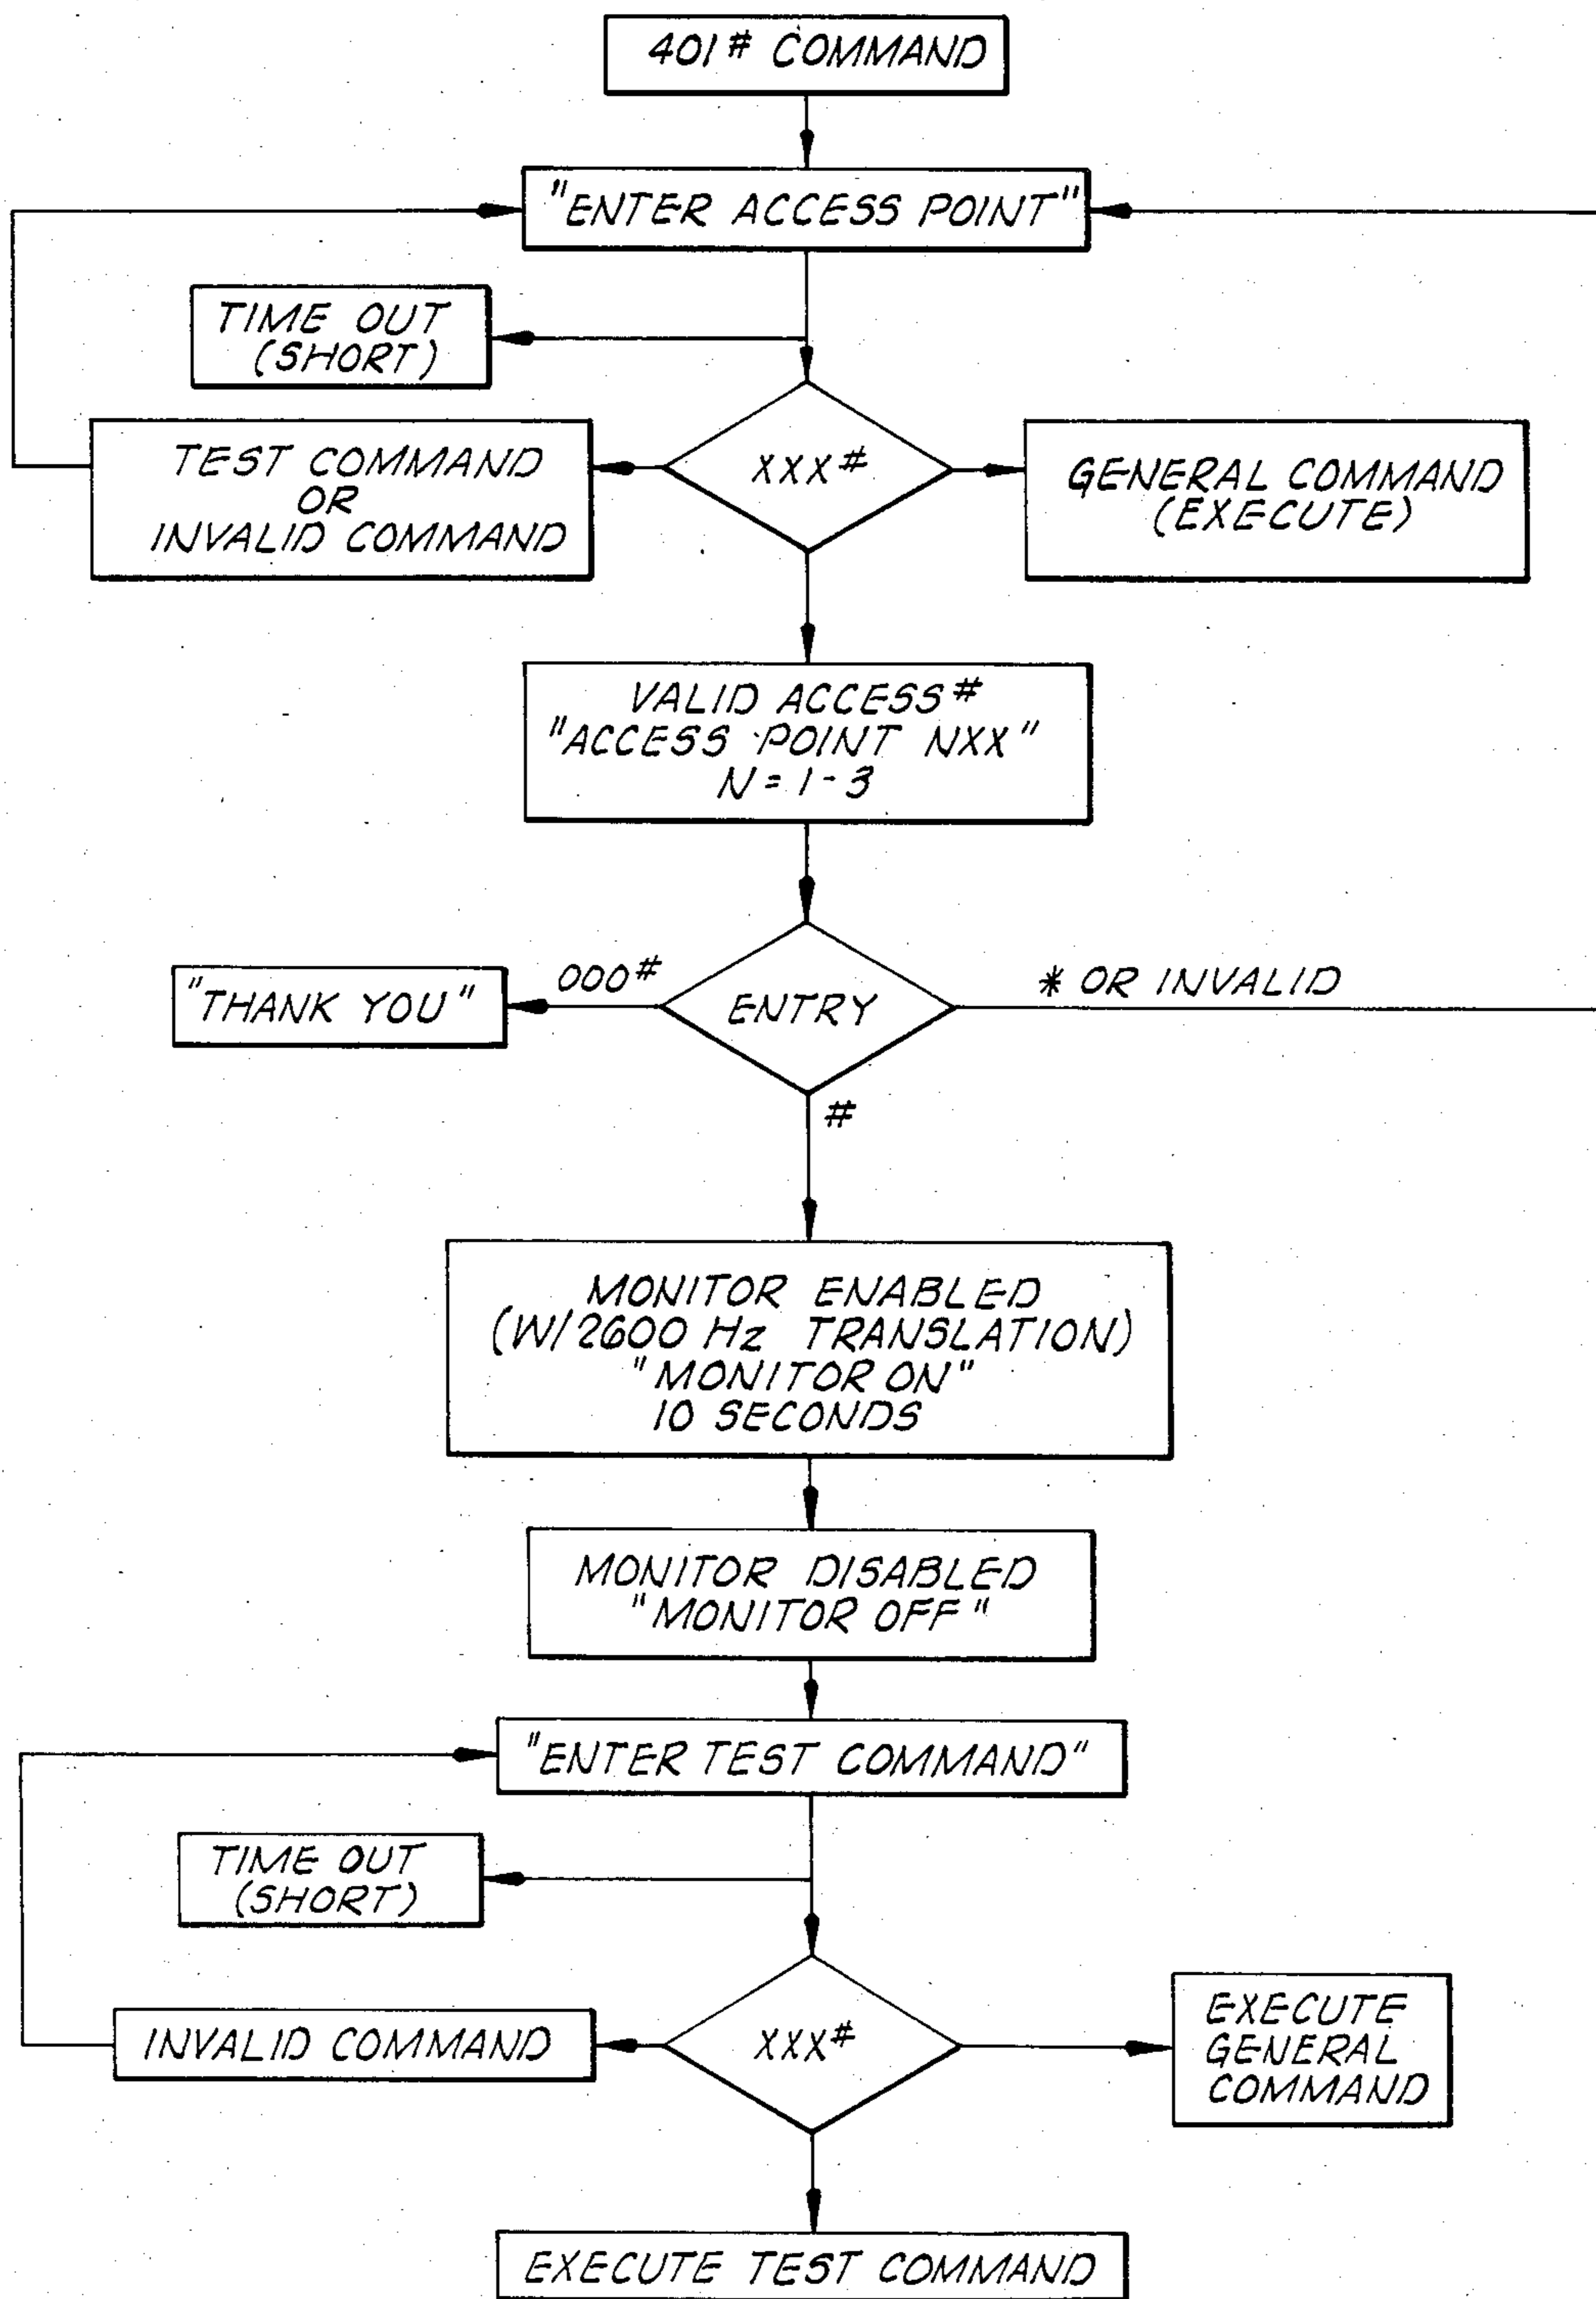 401# COMMAND
"ENTER ACCESS POINT"
TIME OUT
(SHORT)
TEST COMMAND
OR
INVALID COMMAND
XXX#
GENERAL COMMAND
(EXECUTE)
VALID ACCESS#
"ACCESS POINT NXX"
N = 1-3
"THANK YOU"
000#
ENTRY
* OR INVALID
#
MONITOR ENABLED
(W/2600 Hz TRANSLATION)
"MONITOR ON"
10 SECONDS
MONITOR DISABLED
"MONITOR OFF"
"ENTER TEST COMMAND"
TIME OUT
(SHORT)
INVALID COMMAND
XXX#
EXECUTE
GENERAL
COMMAND
EXECUTE TEST COMMAND